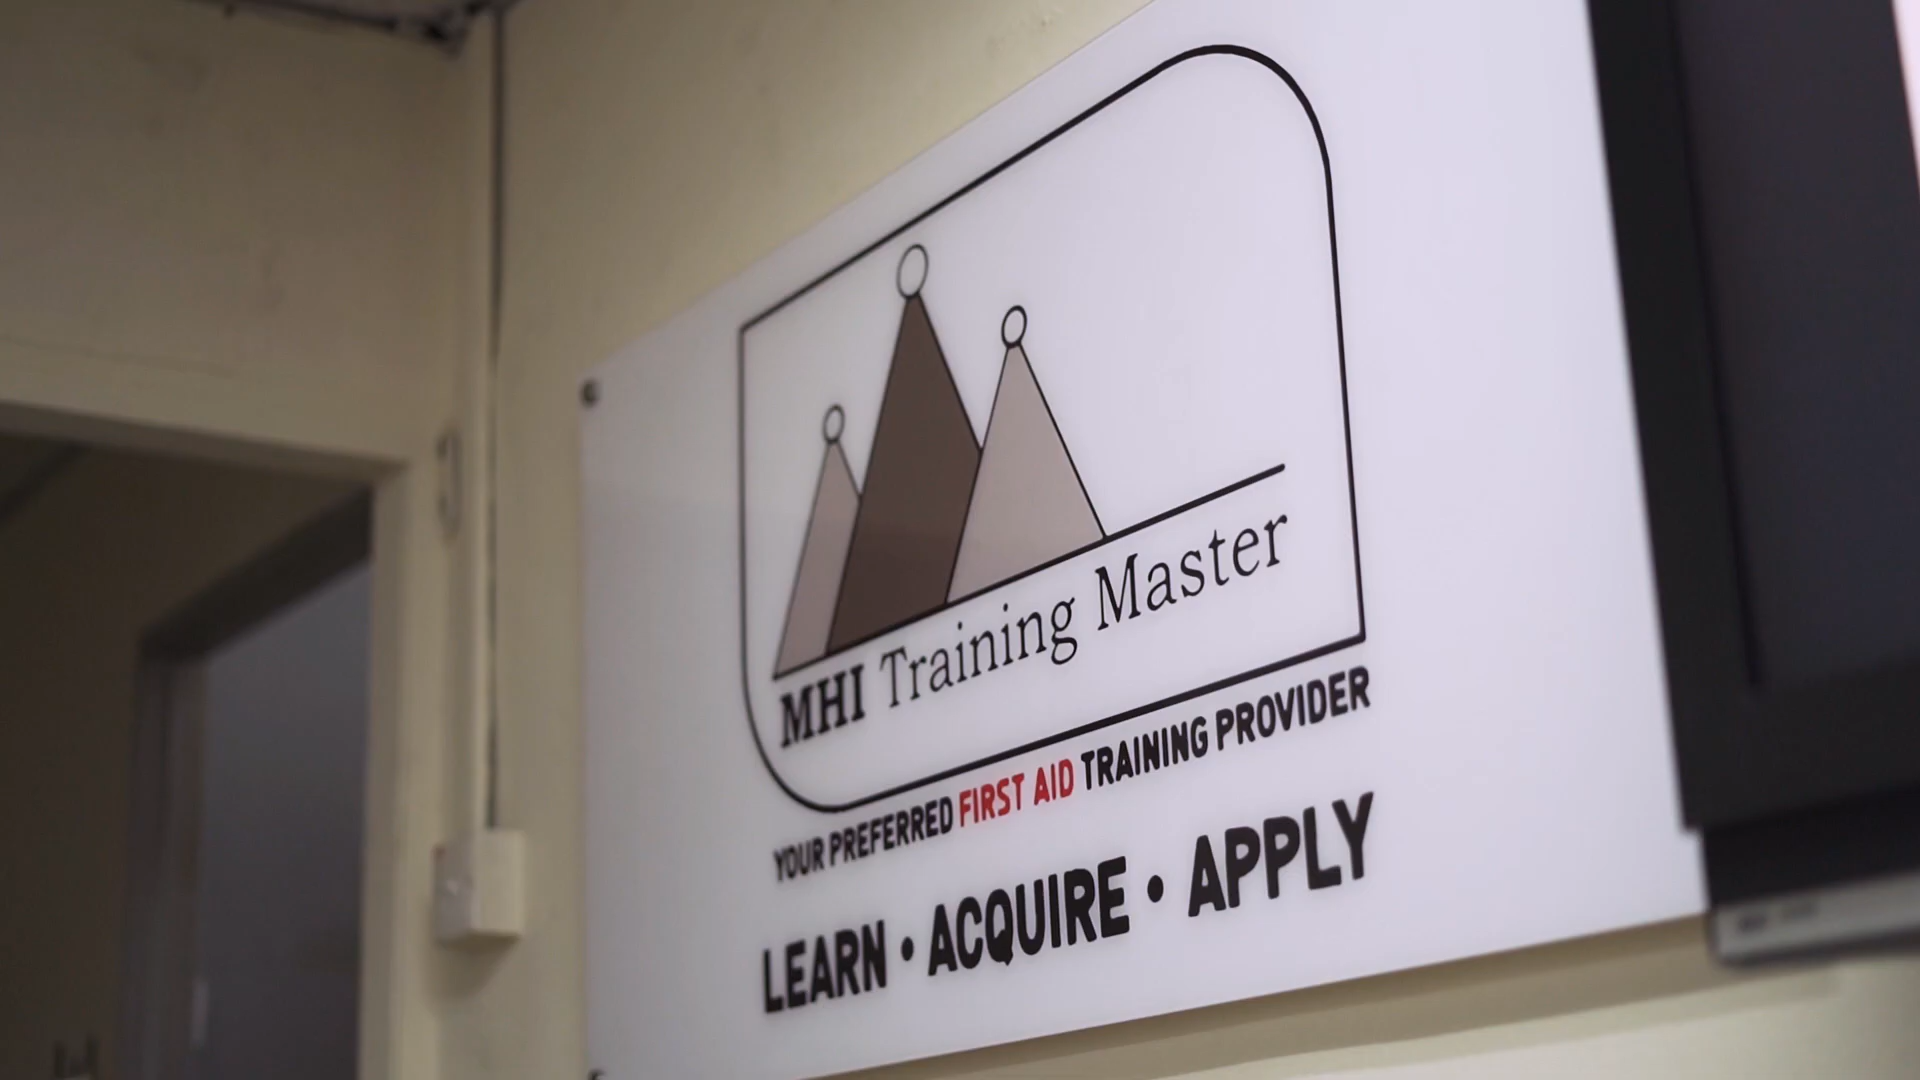 MHI Training Master
YOUR PREFERRED FIRST AID TRAINING PROVIDER
LEARN • ACQUIRE • APPLY